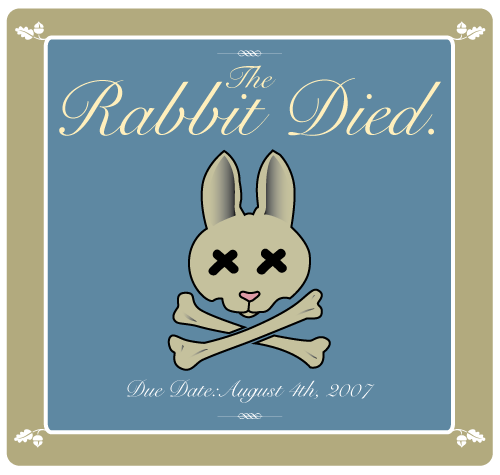 The
Rabbit Died.
Due Date:August 4th, 2007